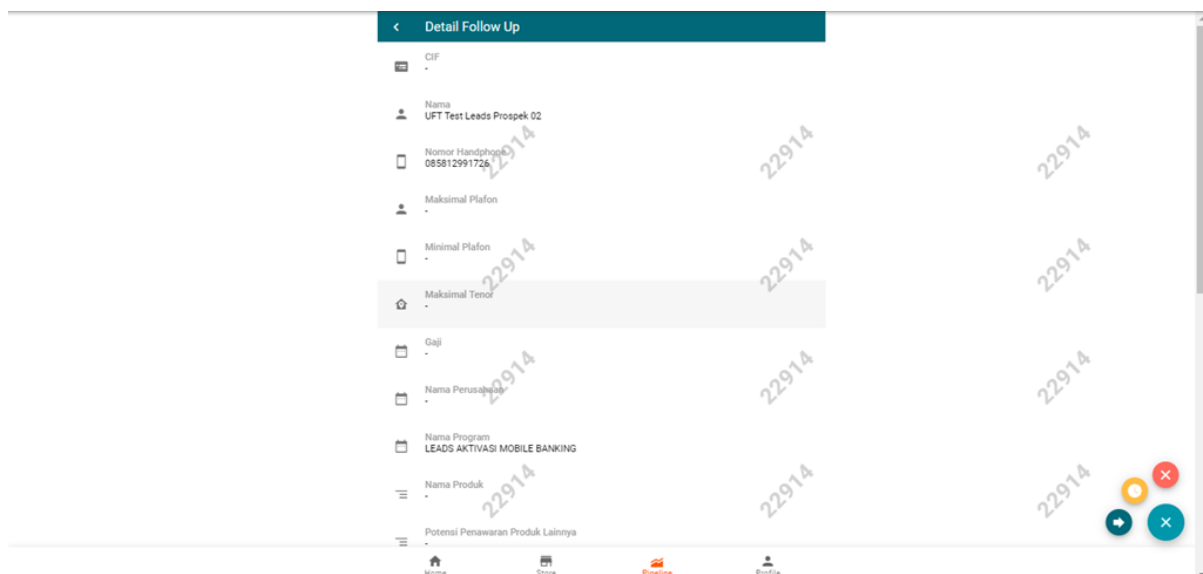 Detail Follow Up
CIF
-
Nama
UFT Test Leads Prospek 02
Nomor Handphone
085812991726
Maksimal Plafon
-
Minimal Plafon
-
Maksimal Tenor
-
Gaji
-
Nama Perusahaan
-
Nama Program
LEADS AKTIVASI MOBILE BANKING
Nama Produk
-
Potensi Penawaran Produk Lainnya
-
22914
22914
22914
22914
22914
22914
22914
22914
22914
22914
22914
22914
Home
Store
Pipeline
Profile